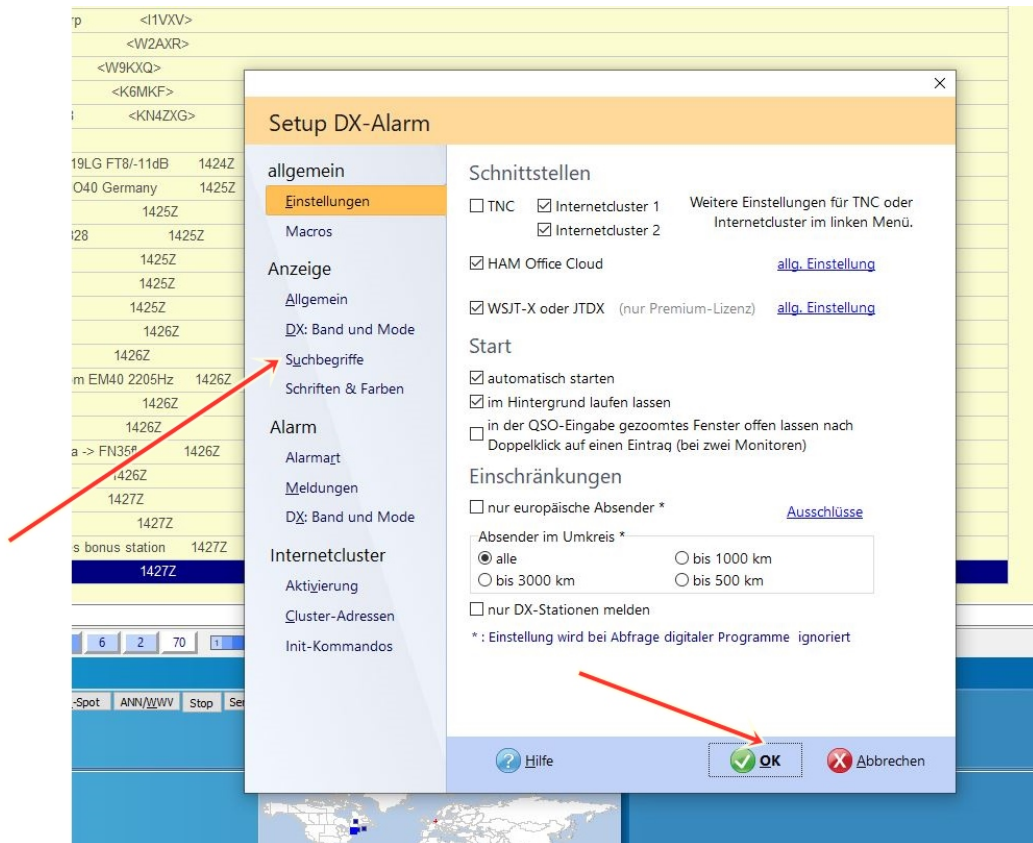 <I1VXV>
<W2AXR>
<W9KXQ>
<K6MKF>
<KN4ZXG>
19LG FT8/-11dB 1424Z
O40 Germany 1425Z
1425Z
328 1425Z
1425Z
1425Z
1425Z
1426Z
1426Z
m EM40 2205Hz 1426Z
1426Z
1426Z
a -> FN35 1426Z
1426Z
1427Z
1427Z
s bonus station 1427Z
1427Z
6 2 70 1
-Spot ANN/WWV Stop Se
Setup DX-Alarm
allgemein
Einstellungen
Macros
Anzeige
Allgemein
DX: Band und Mode
Suchbegriffe
Schriften & Farben
Alarm
Alarmart
Meldungen
DX: Band und Mode
Internetcluster
Aktivierung
Cluster-Adressen
Init-Kommandos
Schnittstellen
TNC Internetcluster 1
Internetcluster 2
Weitere Einstellungen für TNC oder
Internetcluster im linken Menü.
HAM Office Cloud allg. Einstellung
WSJT-X oder JTDX (nur Premium-Lizenz) allg. Einstellung
Start
automatisch starten
im Hintergrund laufen lassen
in der QSO-Eingabe gezoomtes Fenster offen lassen nach
Doppelklick auf einen Eintrag (bei zwei Monitoren)
Einschränkungen
nur europäische Absender * Ausschlüsse
Absender im Umkreis *
alle bis 1000 km
bis 3000 km bis 500 km
nur DX-Stationen melden
* : Einstellung wird bei Abfrage digitaler Programme ignoriert
Hilfe OK Abbrechen